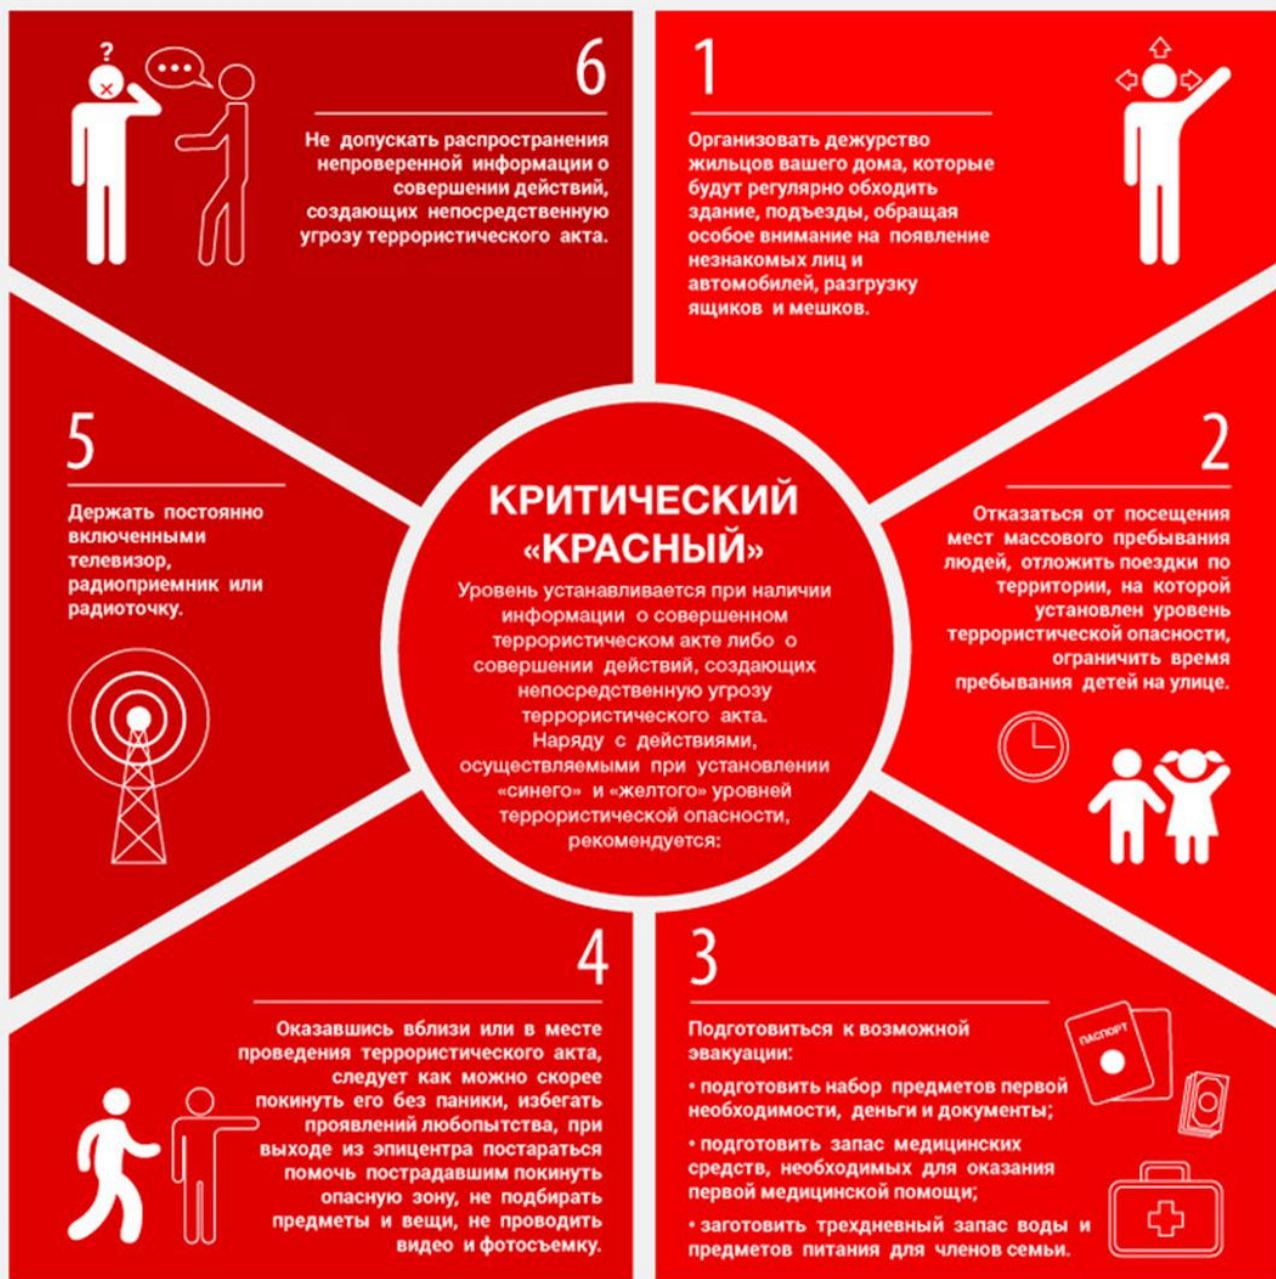 КРИТИЧЕСКИЙ
«КРАСНЫЙ»
Уровень устанавливается при наличии
информации о совершенном
террористическом акте либо о
совершении действий, создающих
непосредственную угрозу
террористического акта.
Наряду с действиями,
осуществляемыми при установлении
«синего» и «желтого» уровней
террористической опасности,
рекомендуется:
1
Организовать дежурство
жильцов вашего дома, которые
будут регулярно обходить
здание, подъезды, обращая
особое внимание на появление
незнакомых лиц и
автомобилей, разгрузку
ящиков и мешков.
2
Отказаться от посещения
мест массового пребывания
людей, отложить поездки по
территории, на которой
установлен уровень
террористической опасности,
ограничить время
пребывания детей на улице.
3
Подготовиться к возможной
эвакуации:
• подготовить набор предметов первой
необходимости, деньги и документы;
• подготовить запас медицинских
средств, необходимых для оказания
первой медицинской помощи;
• заготовить трехдневный запас воды и
предметов питания для членов семьи.
ПАСПОРТ
4
Оказавшись вблизи или в месте
проведения террористического акта,
следует как можно скорее
покинуть его без паники, избегать
проявлений любопытства, при
выходе из эпицентра постараться
помочь пострадавшим покинуть
опасную зону, не подбирать
предметы и вещи, не проводить
видео и фотосъемку.
5
Держать постоянно
включенными
телевизор,
радиоприемник или
радиоточку.
6
Не допускать распространения
непроверенной информации о
совершении действий,
создающих непосредственную
угрозу террористического акта.
?